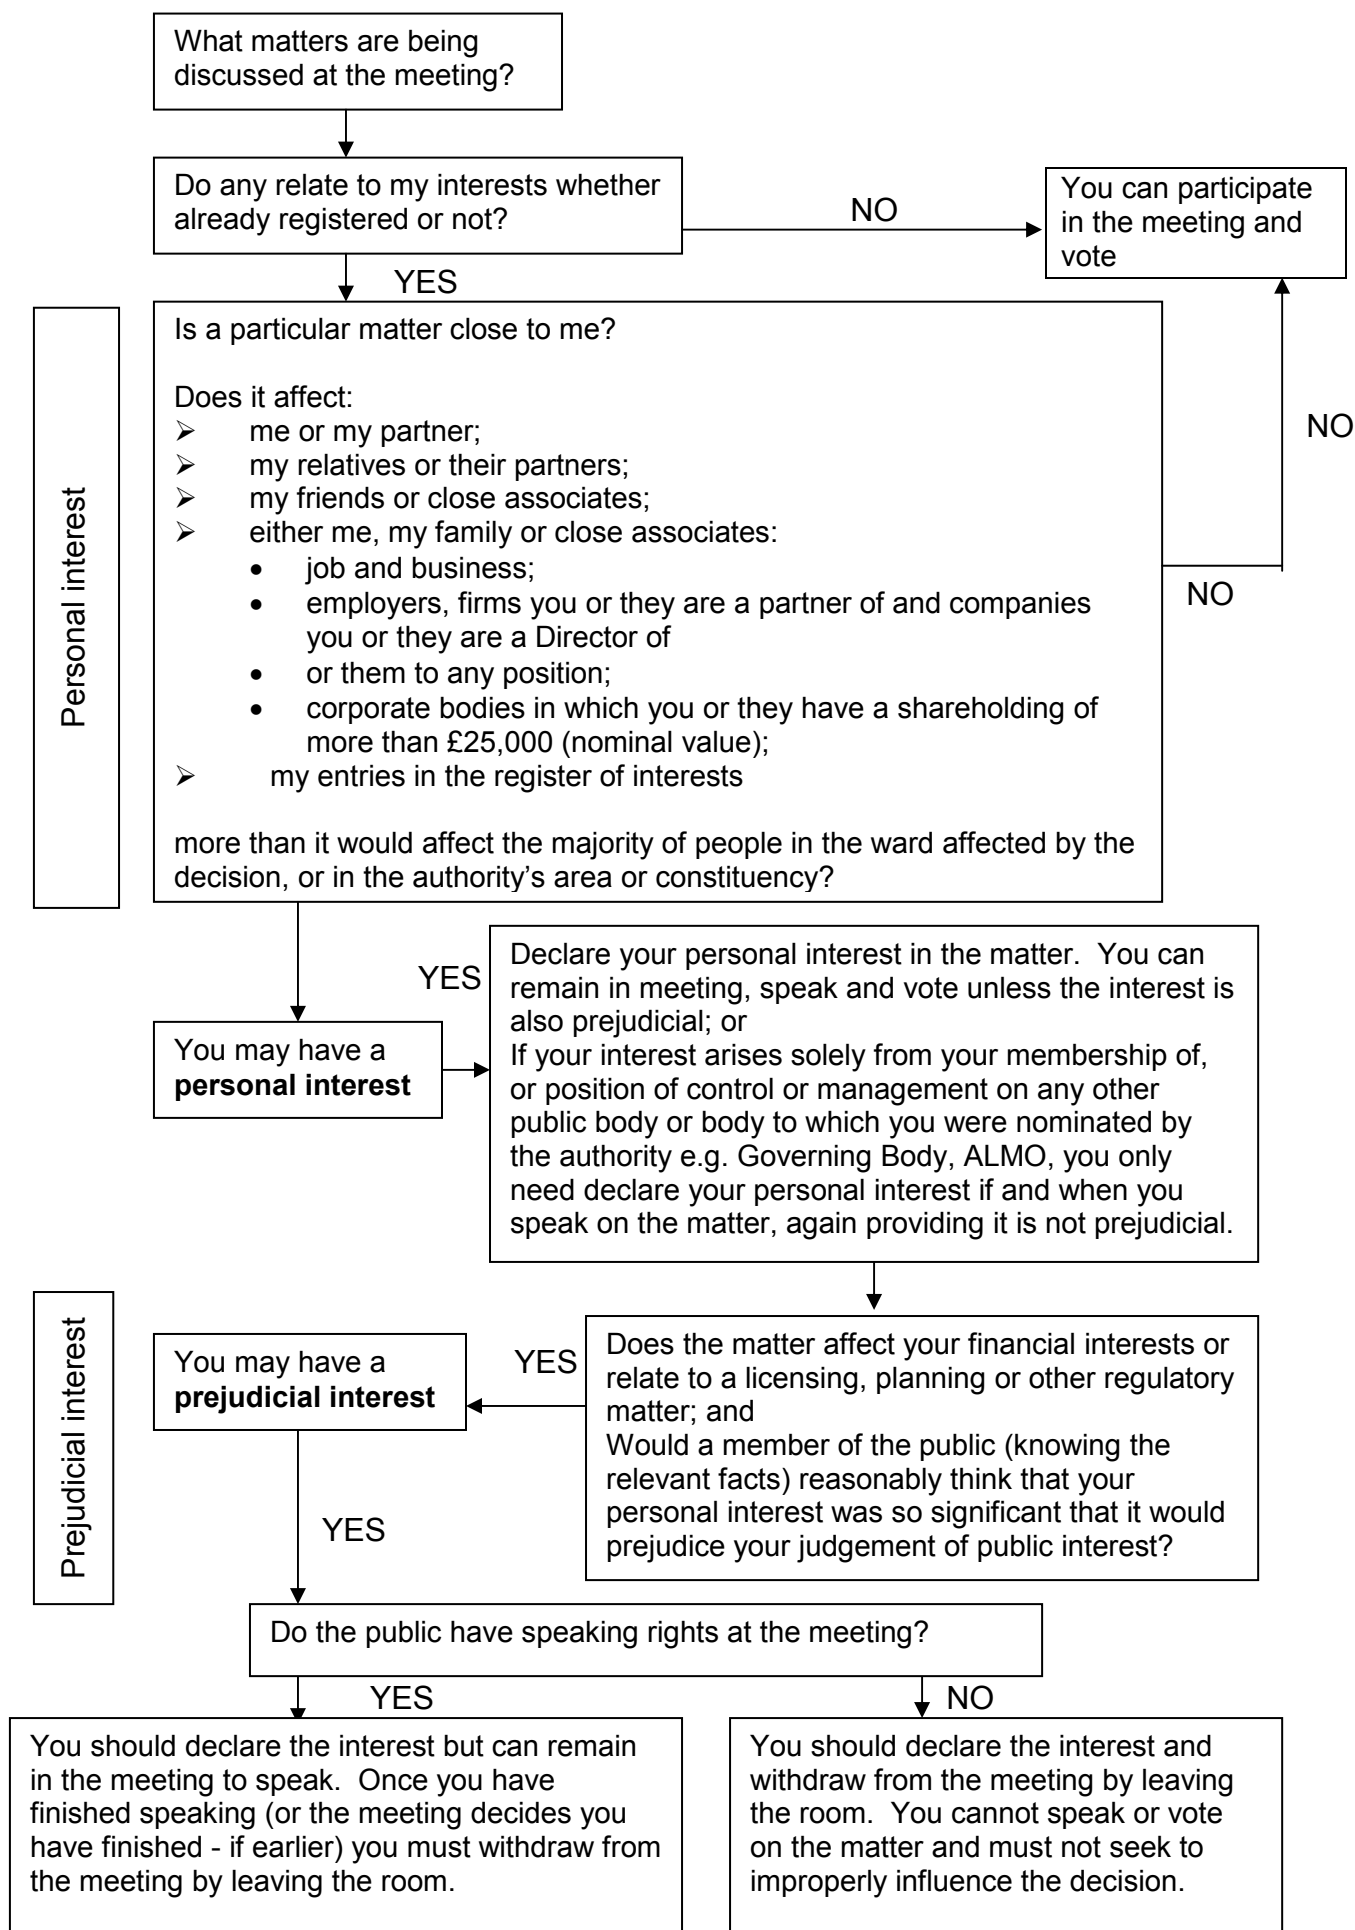 What matters are being
discussed at the meeting?
Do any relate to my interests whether
already registered or not?
NO
You can participate
in the meeting and
vote
YES
Personal interest
Is a particular matter close to me?
Does it affect:
➢ me or my partner;
➢ my relatives or their partners;
➢ my friends or close associates;
➢ either me, my family or close associates:
• job and business;
• employers, firms you or they are a partner of and companies
you or they are a Director of
• or them to any position;
• corporate bodies in which you or they have a shareholding of
more than £25,000 (nominal value);
➢ my entries in the register of interests
more than it would affect the majority of people in the ward affected by the
decision, or in the authority’s area or constituency?
NO
NO
YES
You may have a
personal interest
Declare your personal interest in the matter. You can
remain in meeting, speak and vote unless the interest is
also prejudicial; or
If your interest arises solely from your membership of,
or position of control or management on any other
public body or body to which you were nominated by
the authority e.g. Governing Body, ALMO, you only
need declare your personal interest if and when you
speak on the matter, again providing it is not prejudicial.
Prejudicial interest
You may have a
prejudicial interest
YES
Does the matter affect your financial interests or
relate to a licensing, planning or other regulatory
matter; and
Would a member of the public (knowing the
relevant facts) reasonably think that your
personal interest was so significant that it would
prejudice your judgement of public interest?
YES
Do the public have speaking rights at the meeting?
YES
NO
You should declare the interest but can remain
in the meeting to speak. Once you have
finished speaking (or the meeting decides you
have finished - if earlier) you must withdraw from
the meeting by leaving the room.
You should declare the interest and
withdraw from the meeting by leaving
the room. You cannot speak or vote
on the matter and must not seek to
improperly influence the decision.